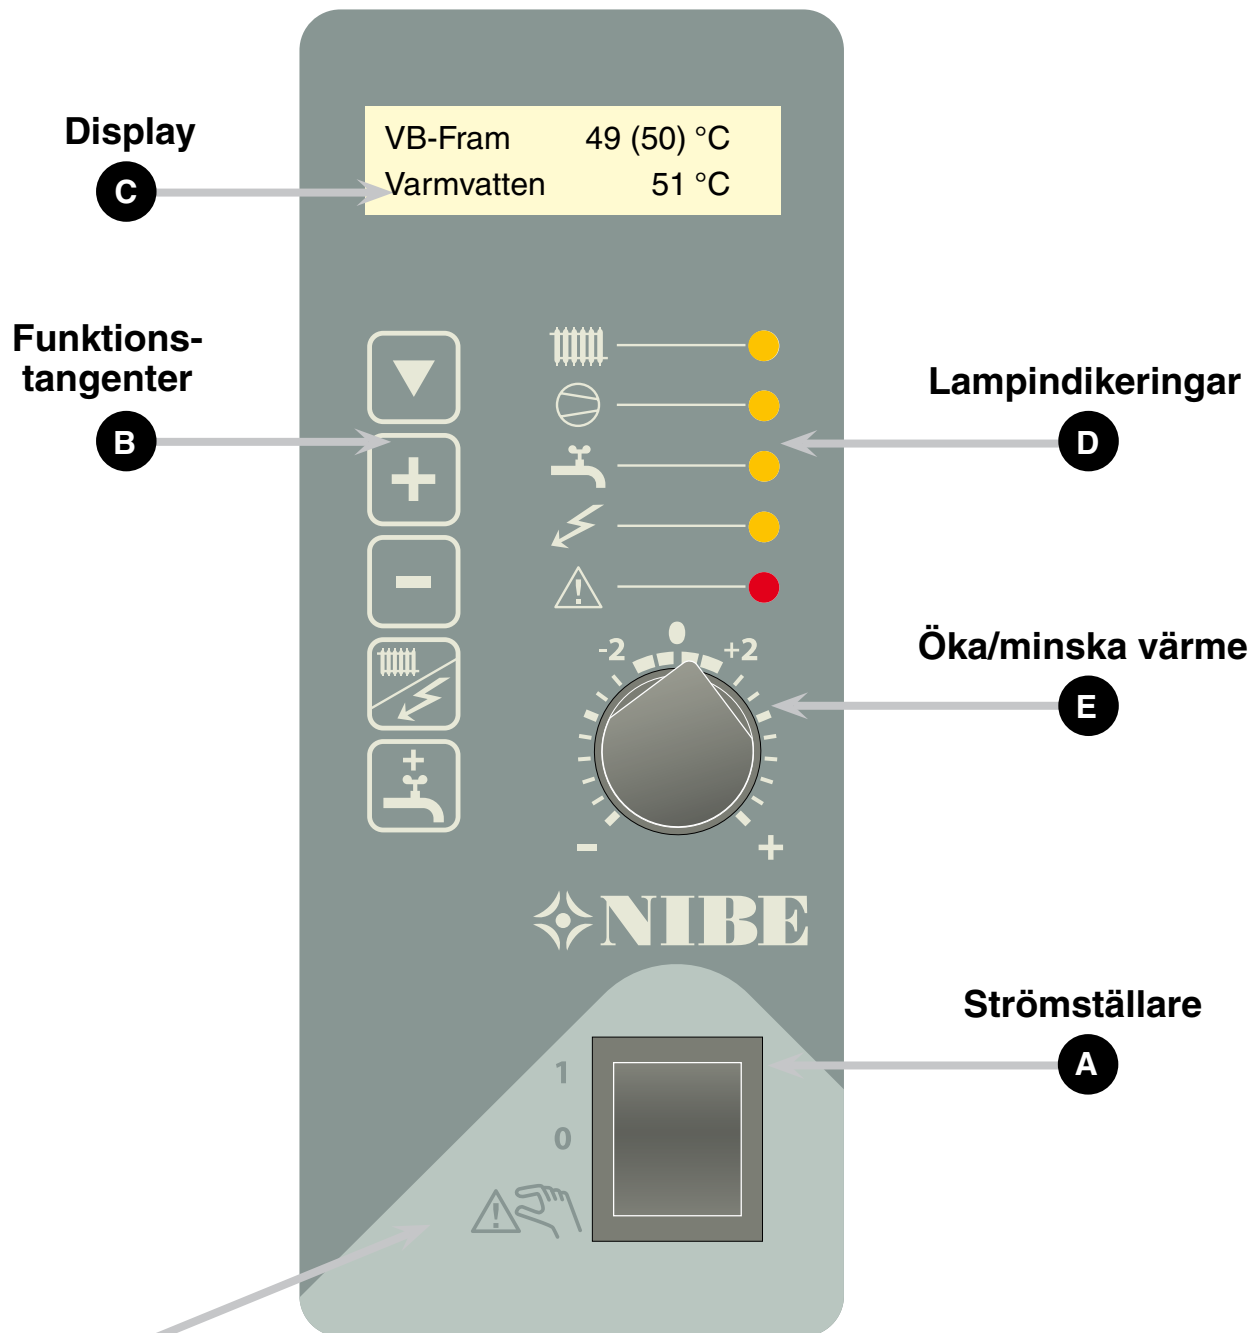 Display
C
VB-Fram 49 (50) °C
Varmvatten 51 °C
Funktions-
tangenter
B
Lampindikeringar
D
-2 0 +2
Öka/minska värme
E
- +
NIBE
Strömställare
A
1
0